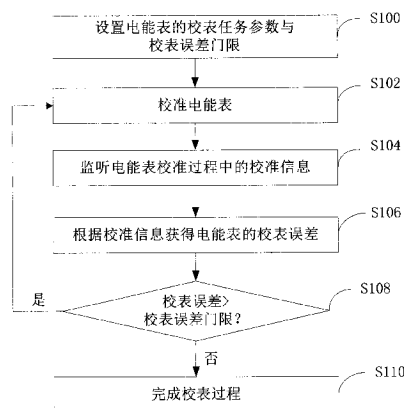 设置电能表的校表任务参数与
校表误差门限
S100
校准电能表
S102
监听电能表校准过程中的校准信息
S104
根据校准信息获得电能表的校表误差
S106
校表误差>
校表误差门限?
S108
是
否
完成校表过程
S110